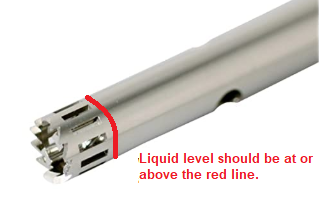 Liquid level should be at or
above the red line.